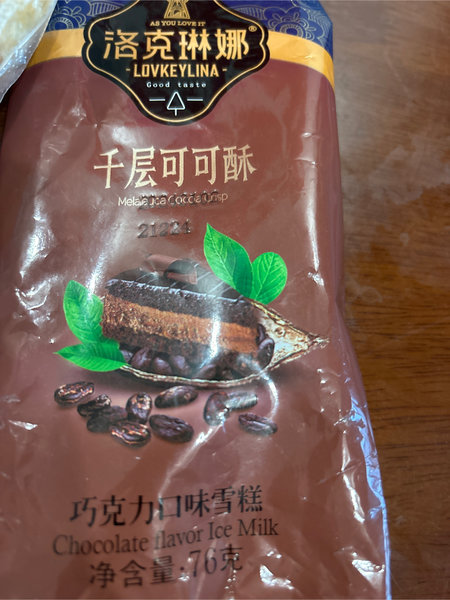 AS YOU LOVE IT
洛克琳娜®
-LOVKEYLINA-
Good taste
千层可可酥
Crisp
巧克力口味雪糕
Chocolate flavor Ice Milk
净含量:76克